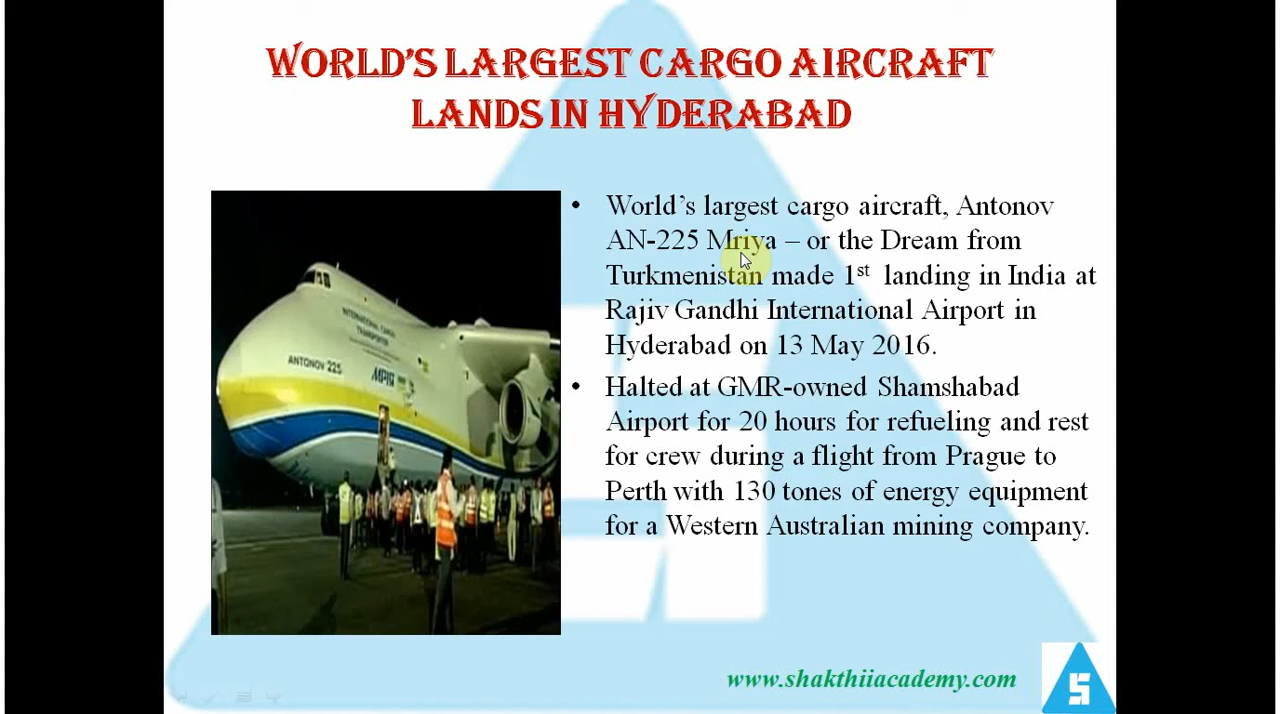 WORLD'S LARGEST CARGO AIRCRAFT
LANDS IN HYDERABAD
• World's largest cargo aircraft, Antonov
AN-225 Mriya – or the Dream from
Turkmenistan made 1st landing in India at
Rajiv Gandhi International Airport in
Hyderabad on 13 May 2016.
• Halted at GMR-owned Shamshabad
Airport for 20 hours for refueling and rest
for crew during a flight from Prague to
Perth with 130 tones of energy equipment
for a Western Australian mining company.
INTERNATIONAL CARGO
TRANSPORTER
ANTONOV 225
www.shakthiiacademy.com
S